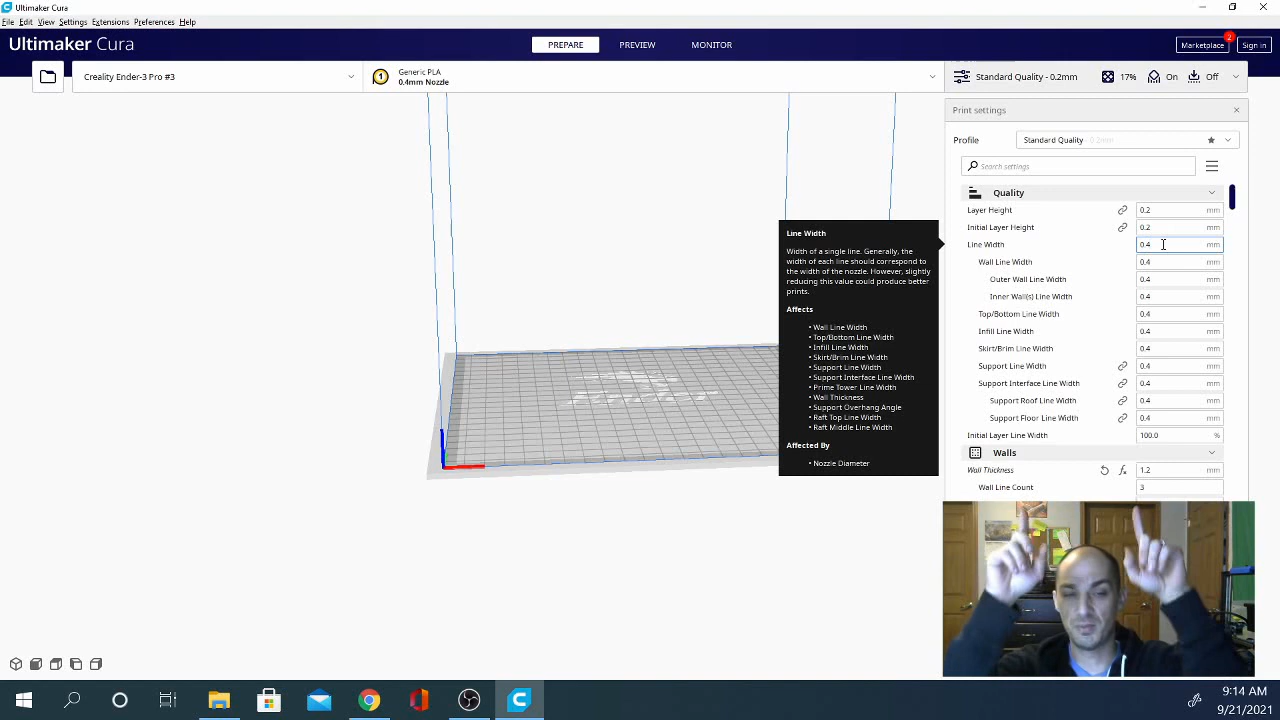 Ultimaker Cura
File Edit View Settings Extensions Preferences Help
Ultimaker Cura
PREPARE PREVIEW MONITOR
Marketplace 2 Sign in
Creality Ender-3 Pro #3
1 Generic PLA
0.4mm Nozzle
Standard Quality - 0.2mm 17% On Off
Print settings
Profile Standard Quality - 0.2mm
Search settings
Quality
Layer Height 0.2 mm
Initial Layer Height 0.2 mm
Line Width 0.4 mm
Wall Line Width 0.4 mm
Outer Wall Line Width 0.4 mm
Inner Wall(s) Line Width 0.4 mm
Top/Bottom Line Width 0.4 mm
Infill Line Width 0.4 mm
Skirt/Brim Line Width 0.4 mm
Support Line Width 0.4 mm
Support Interface Line Width 0.4 mm
Support Roof Line Width 0.4 mm
Support Floor Line Width 0.4 mm
Initial Layer Line Width 100.0 %
Walls
Wall Thickness fx 1.2 mm
Wall Line Count 3
Line Width
Width of a single line. Generally, the
width of each line should correspond to
the width of the nozzle. However, slightly
reducing this value could produce better
prints.
Affects
• Wall Line Width
• Top/Bottom Line Width
• Infill Line Width
• Skirt/Brim Line Width
• Support Line Width
• Support Interface Line Width
• Prime Tower Line Width
• Wall Thickness
• Support Overhang Angle
• Raft Top Line Width
• Raft Middle Line Width
Affected By
• Nozzle Diameter
9:14 AM
9/21/2021